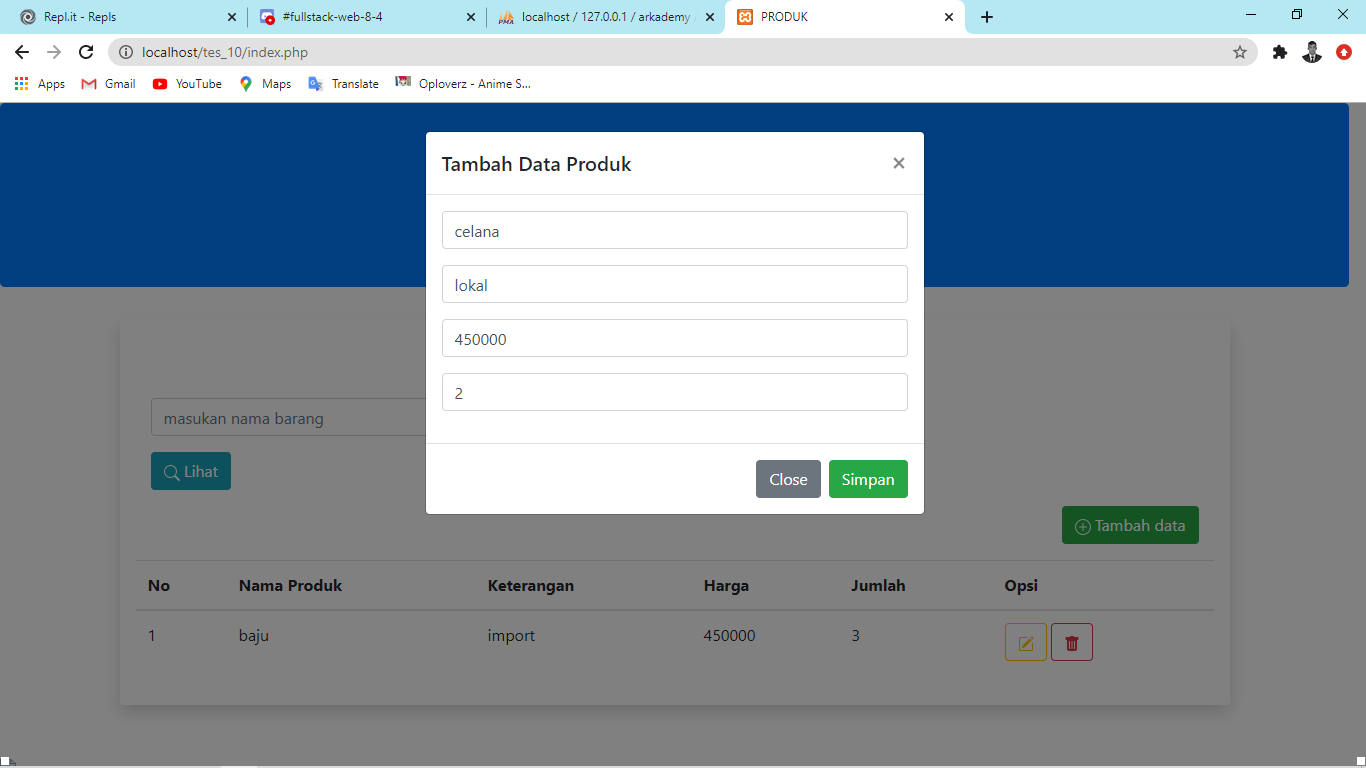 Repl.it - Repls
#fullstack-web-8-4
localhost / 127.0.0.1 / arkademy
PRODUK
localhost/tes_10/index.php
Apps Gmail YouTube Maps Translate Oploverz - Anime S...
Tambah Data Produk
celana
lokal
450000
2
masukan nama barang
Lihat
Close Simpan
Tambah data
No Nama Produk Keterangan Harga Jumlah Opsi
1 baju import 450000 3